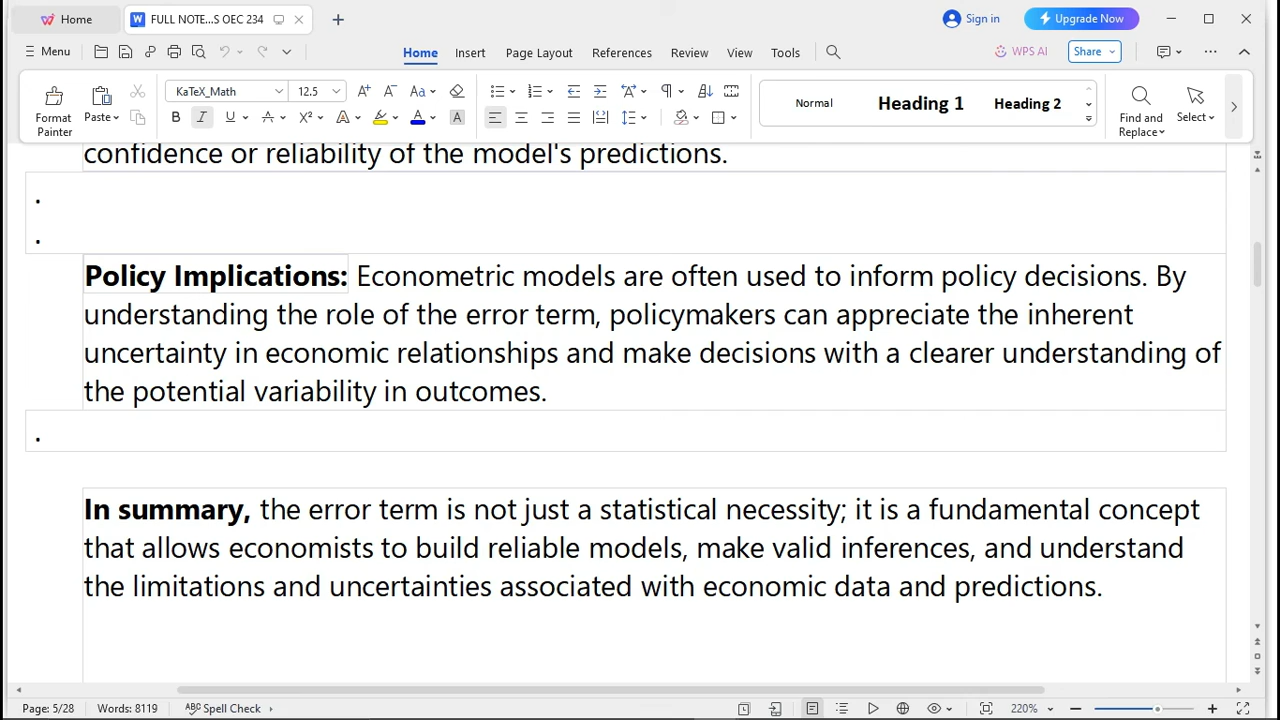 Home
FULL NOTE...S OEC 234
Sign in
Upgrade Now
Menu
Home Insert Page Layout References Review View Tools
WPS AI
Share
Format Painter
Paste
KaTeX_Math
12.5
Normal
Heading 1
Heading 2
Find and Replace
Select
confidence or reliability of the model's predictions.
.
.
Policy Implications: Econometric models are often used to inform policy decisions. By
understanding the role of the error term, policymakers can appreciate the inherent
uncertainty in economic relationships and make decisions with a clearer understanding of
the potential variability in outcomes.
.
In summary, the error term is not just a statistical necessity; it is a fundamental concept
that allows economists to build reliable models, make valid inferences, and understand
the limitations and uncertainties associated with economic data and predictions.
Page: 5/28 Words: 8119 Spell Check
220%